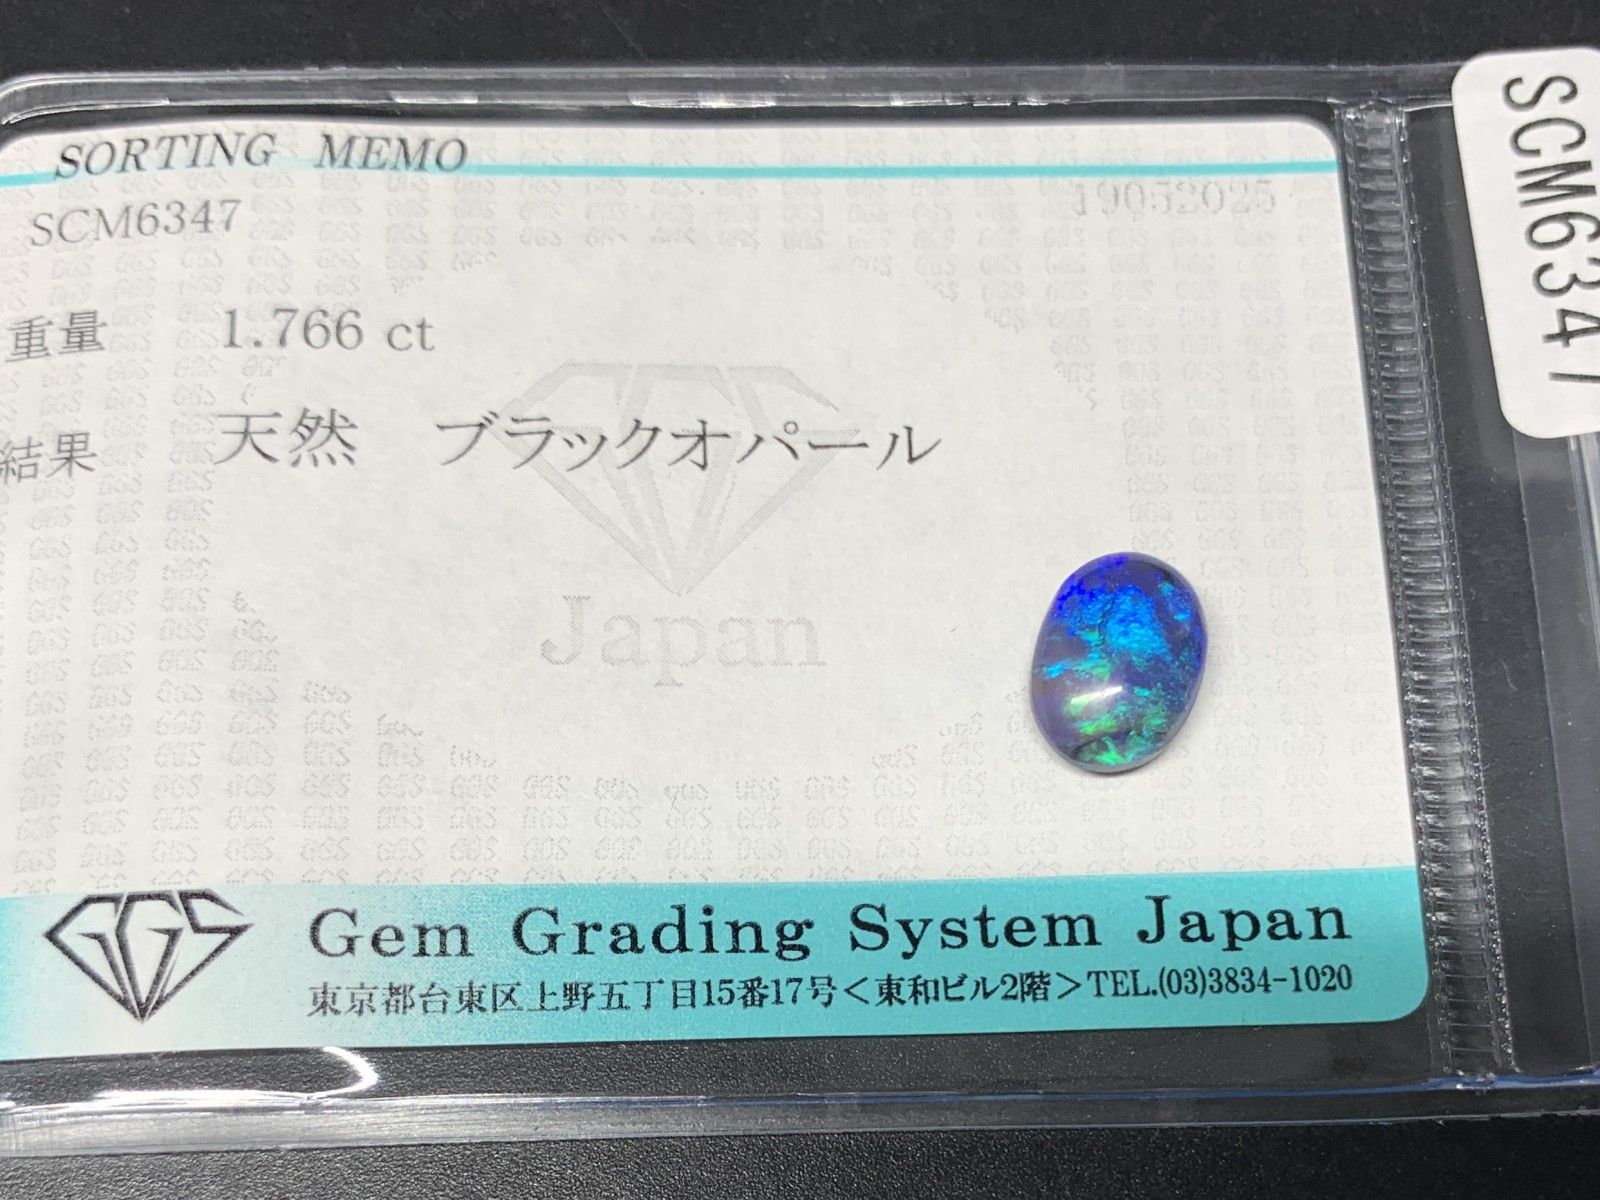 SORTING MEMO
SCM6347
19052025
重量 1.766 ct
結果 天然 ブラックオパール
Japan
GGS
Gem Grading System Japan
東京都台東区上野五丁目15番17号＜東和ビル2階＞TEL.(03)3834-1020
SCM6347